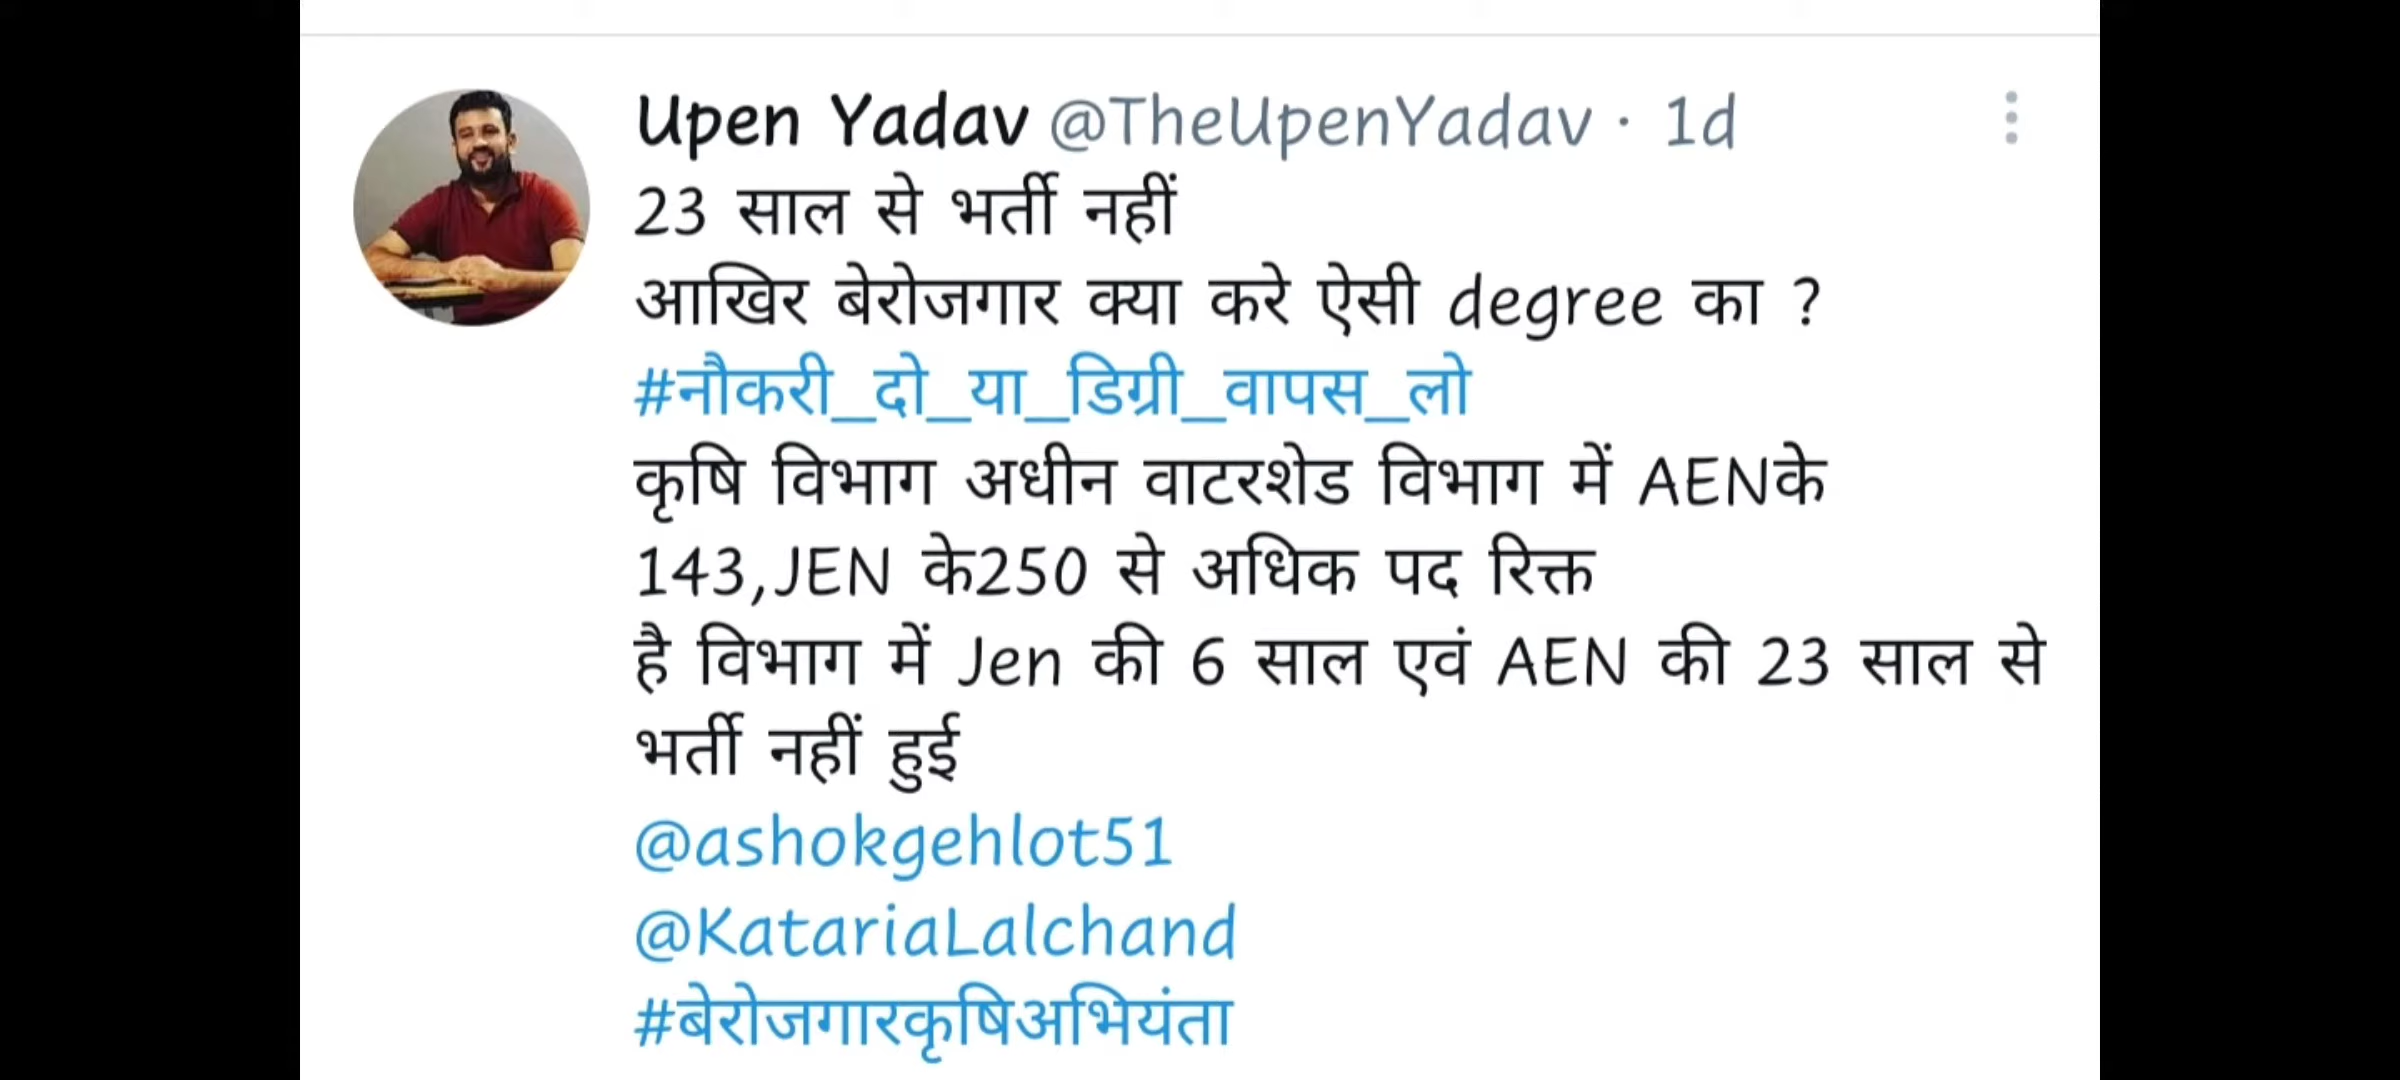 Upen Yadav @TheUpenYadav · 1d
23 साल से भर्ती नहीं
आखिर बेरोजगार क्या करे ऐसी degree का ?
#नौकरी_दो_या_डिग्री_वापस_लो
कृषि विभाग अधीन वाटरशेड विभाग में AENके
143,JEN के250 से अधिक पद रिक्त
है विभाग में Jen की 6 साल एवं AEN की 23 साल से
भर्ती नहीं हुई
@ashokgehlot51
@KatariaLalchand
#बेरोजगारकृषिअभियंता